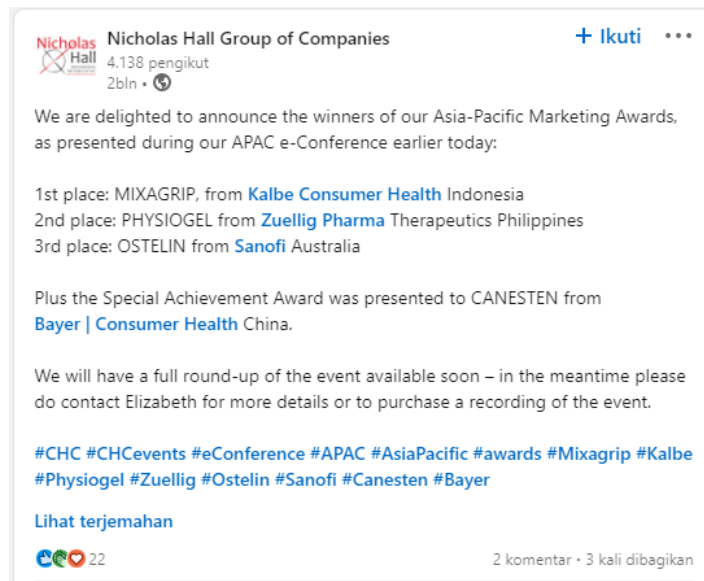 Nicholas
Hall
Nicholas Hall Group of Companies
+ Ikuti
4.138 pengikut
2bln •
We are delighted to announce the winners of our Asia-Pacific Marketing Awards,
as presented during our APAC e-Conference earlier today:
1st place: MIXAGRIP, from Kalbe Consumer Health Indonesia
2nd place: PHYSIOGEL from Zuellig Pharma Therapeutics Philippines
3rd place: OSTELIN from Sanofi Australia
Plus the Special Achievement Award was presented to CANESTEN from
Bayer | Consumer Health China.
We will have a full round-up of the event available soon – in the meantime please
do contact Elizabeth for more details or to purchase a recording of the event.
#CHC #CHCevents #eConference #APAC #AsiaPacific #awards #Mixagrip #Kalbe
#Physiogel #Zuellig #Ostelin #Sanofi #Canesten #Bayer
Lihat terjemahan
22
2 komentar • 3 kali dibagikan